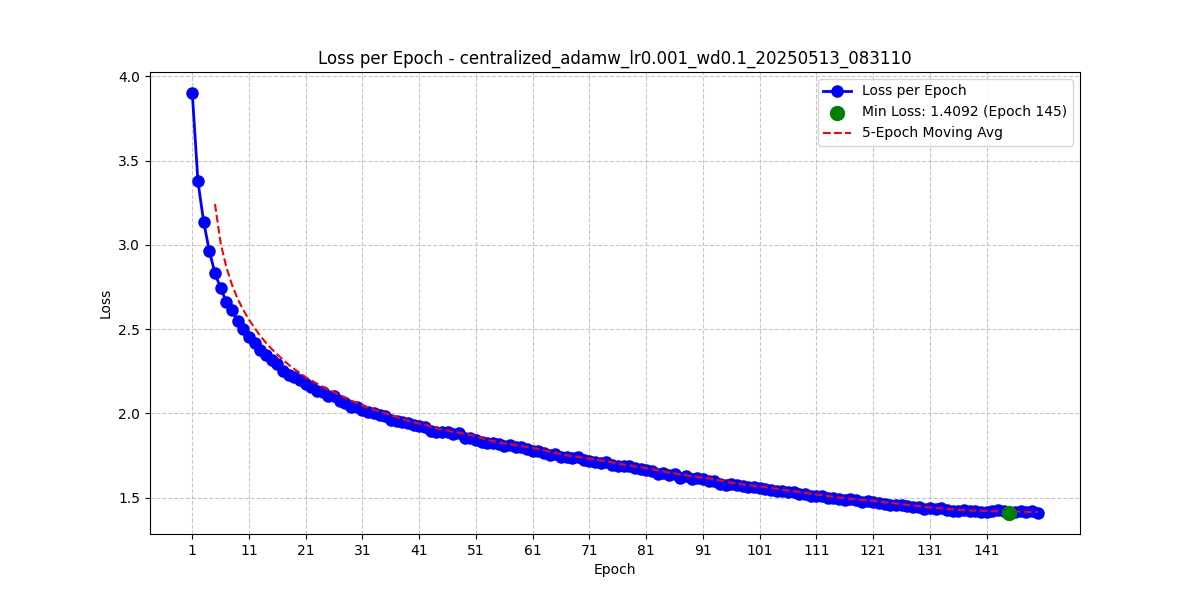 Loss per Epoch - centralized_adamw_lr0.001_wd0.1_20250513_083110
Loss per Epoch
Min Loss: 1.4092 (Epoch 145)
5-Epoch Moving Avg
4.0
3.5
3.0
2.5
2.0
1.5
Loss
1 11 21 31 41 51 61 71 81 91 101 111 121 131 141
Epoch